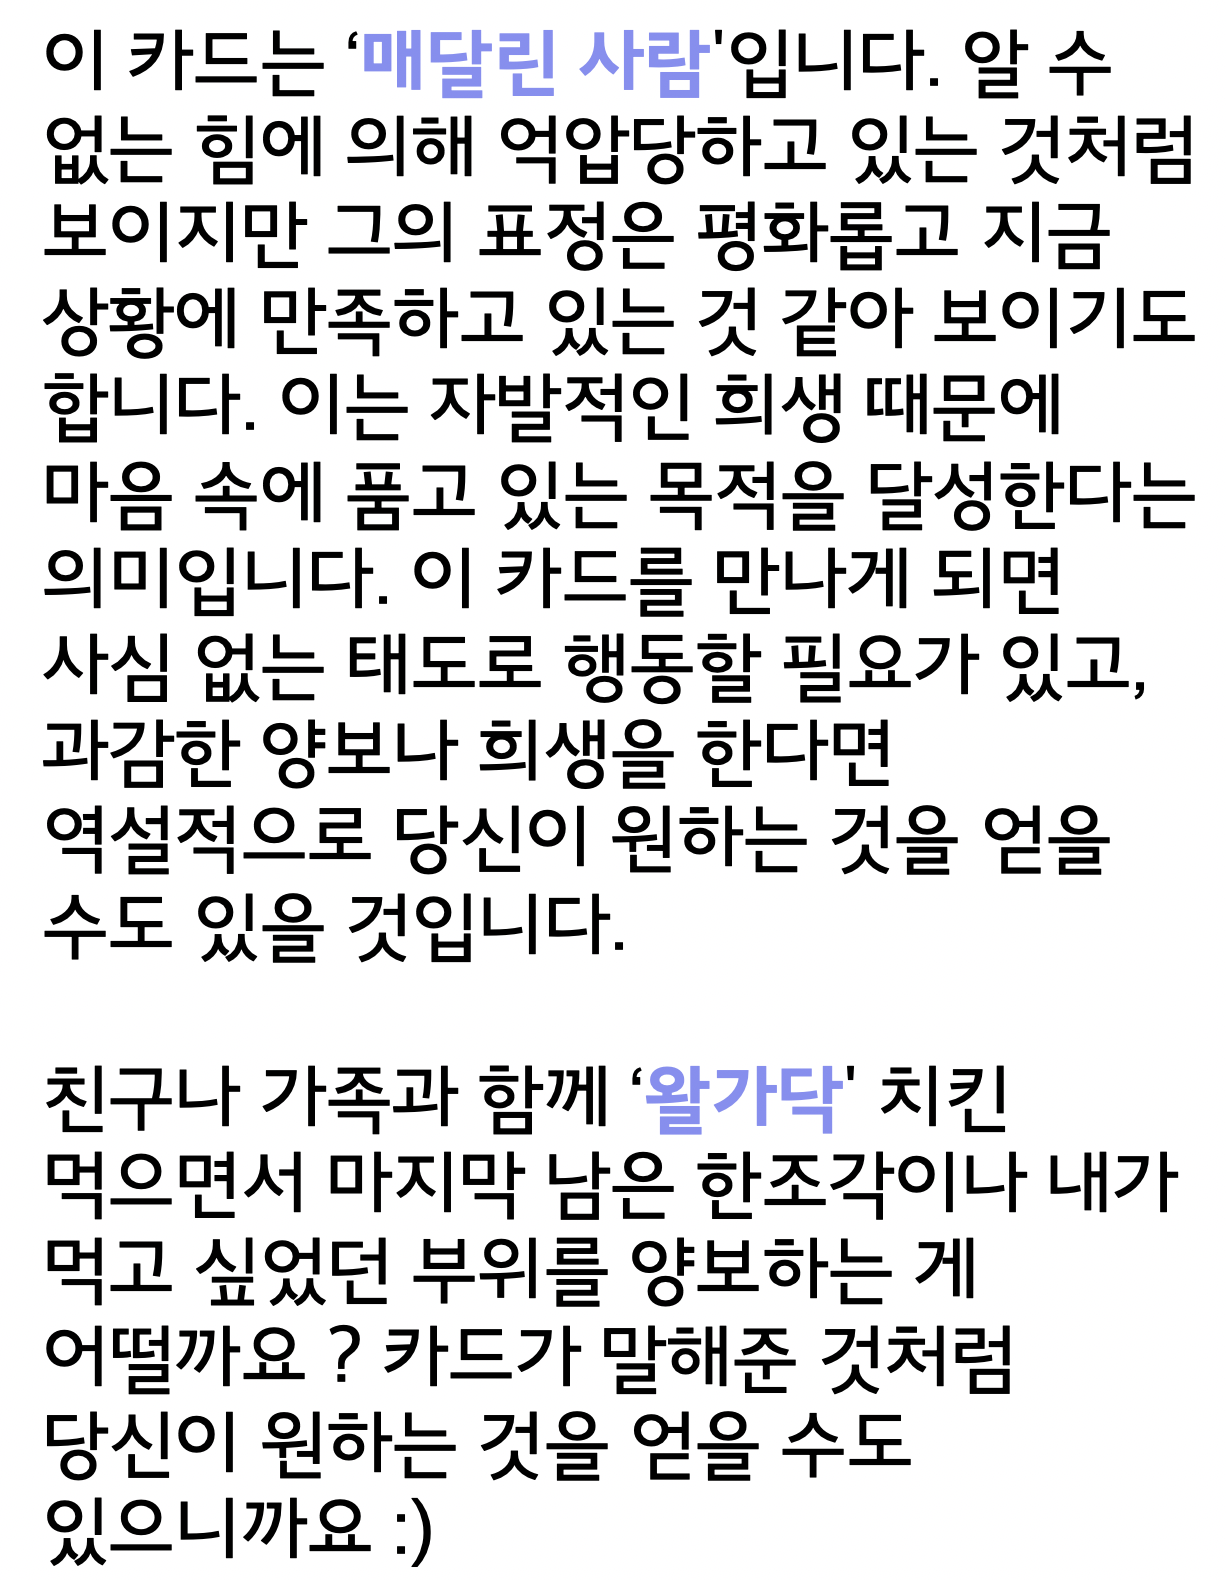 이 카드는 ‘매달린 사람'입니다. 알 수
없는 힘에 의해 억압당하고 있는 것처럼
보이지만 그의 표정은 평화롭고 지금
상황에 만족하고 있는 것 같아 보이기도
합니다. 이는 자발적인 희생 때문에
마음 속에 품고 있는 목적을 달성한다는
의미입니다. 이 카드를 만나게 되면
사심 없는 태도로 행동할 필요가 있고,
과감한 양보나 희생을 한다면
역설적으로 당신이 원하는 것을 얻을
수도 있을 것입니다.
친구나 가족과 함께 ‘왈가닥' 치킨
먹으면서 마지막 남은 한조각이나 내가
먹고 싶었던 부위를 양보하는 게
어떨까요 ? 카드가 말해준 것처럼
당신이 원하는 것을 얻을 수도
있으니까요 :)